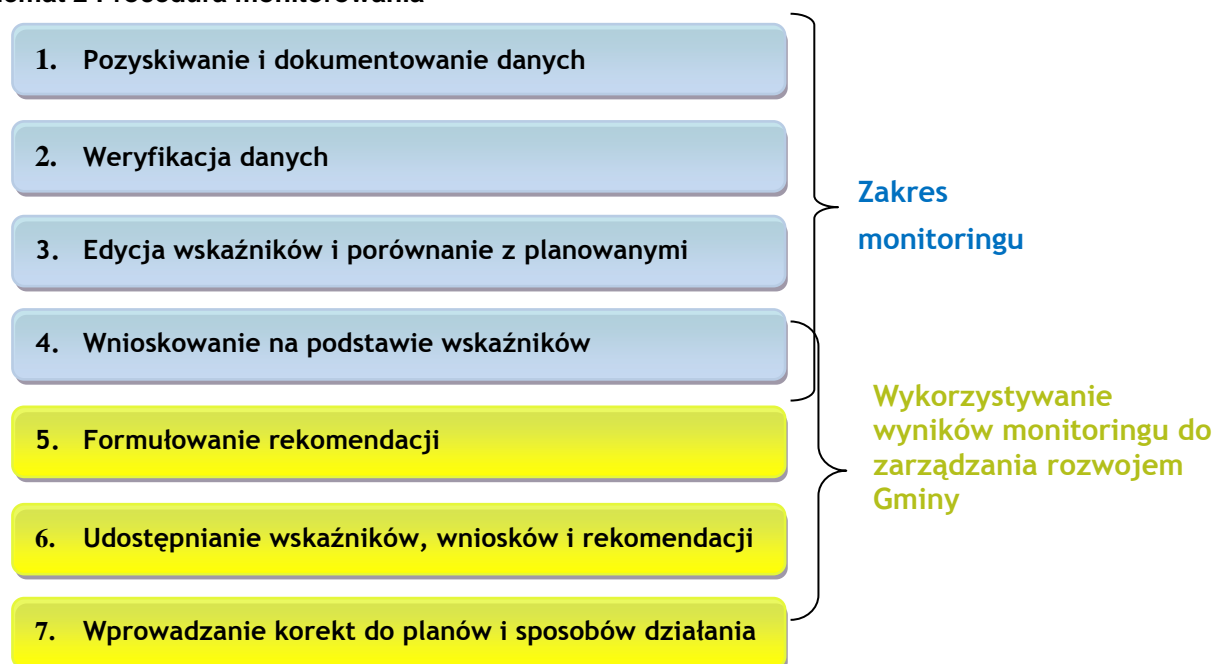 2 Procedura monitorowania
1. Pozyskiwanie i dokumentowanie danych
2. Weryfikacja danych
3. Edycja wskaźników i porównanie z planowanymi
4. Wnioskowanie na podstawie wskaźników
5. Formułowanie rekomendacji
6. Udostępnianie wskaźników, wniosków i rekomendacji
7. Wprowadzanie korekt do planów i sposobów działania
Zakres
monitoringu
Wykorzystywanie
wyników monitoringu do
zarządzania rozwojem
Gminy